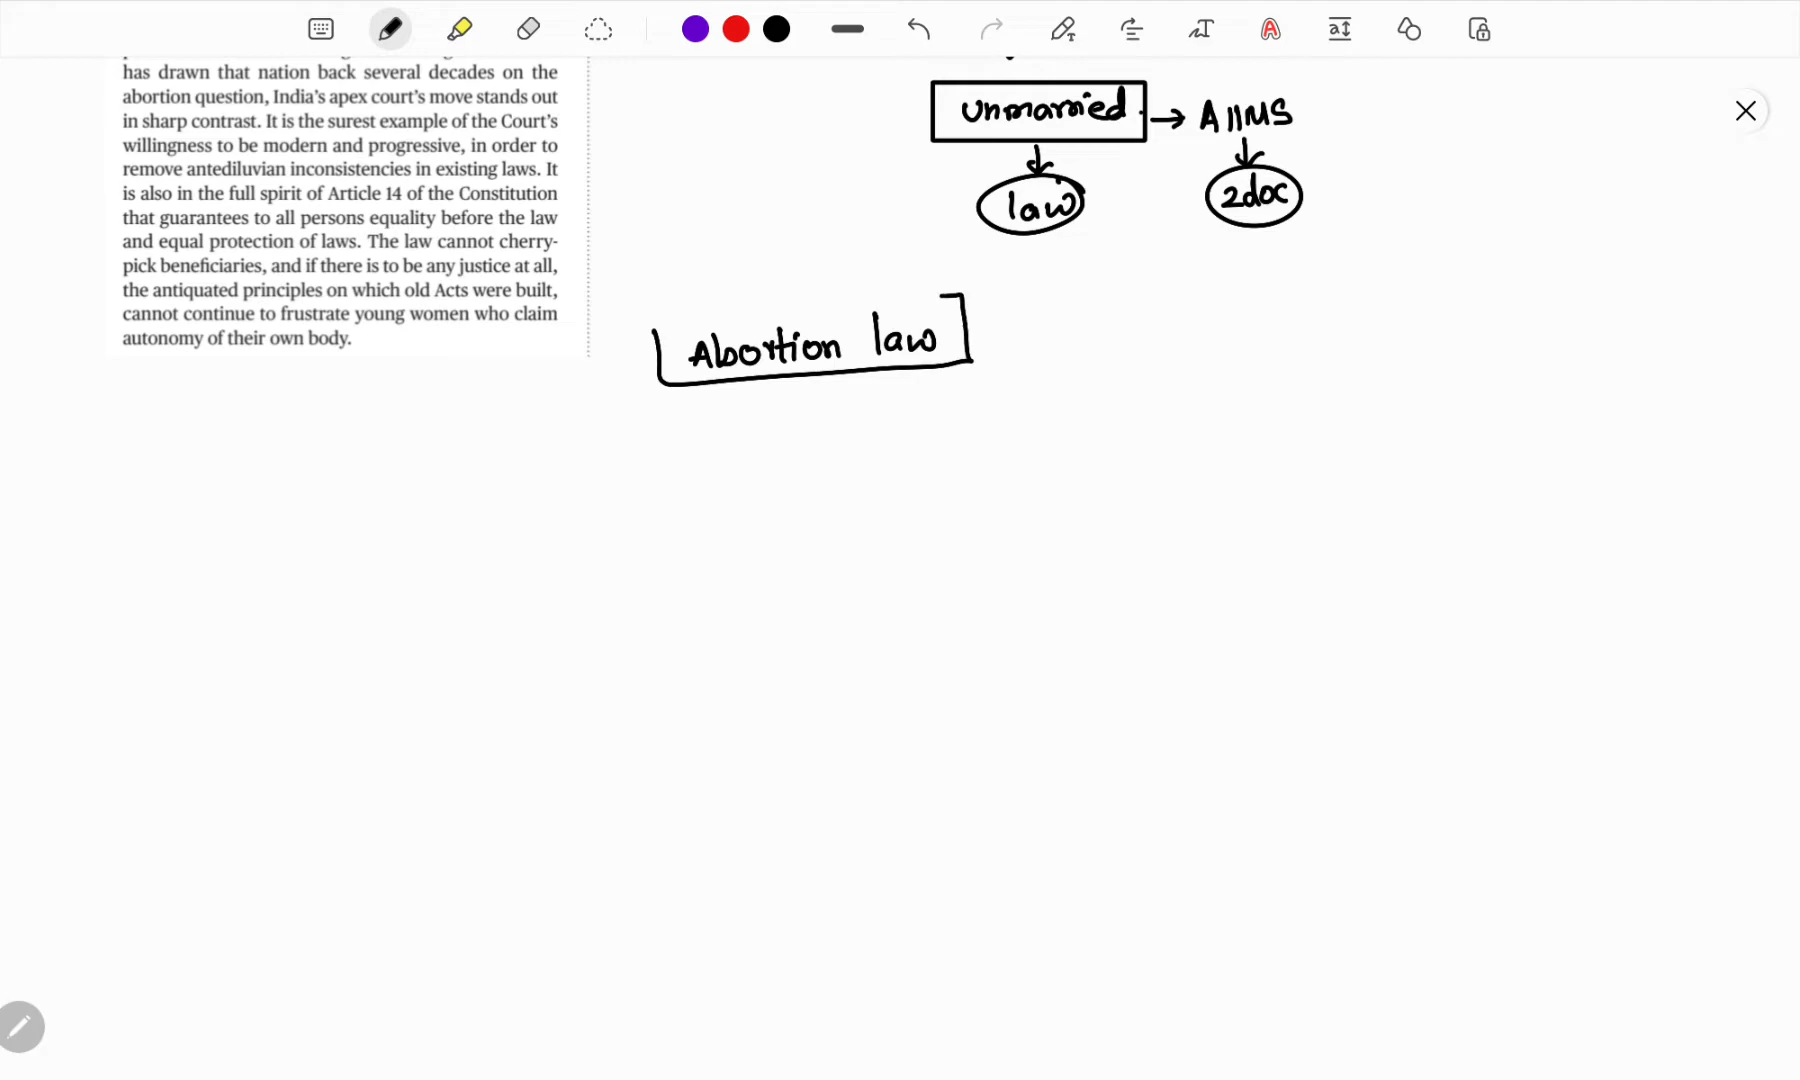 has drawn that nation back several decades on the
abortion question, India's apex court's move stands out
in sharp contrast. It is the surest example of the Court's
willingness to be modern and progressive, in order to
remove antediluvian inconsistencies in existing laws. It
is also in the full spirit of Article 14 of the Constitution
that guarantees to all persons equality before the law
and equal protection of laws. The law cannot cherry-
pick beneficiaries, and if there is to be any justice at all,
the antiquated principles on which old Acts were built,
cannot continue to frustrate young women who claim
autonomy of their own body.
Unmarried → AIIMS
law 2doc
Abortion law